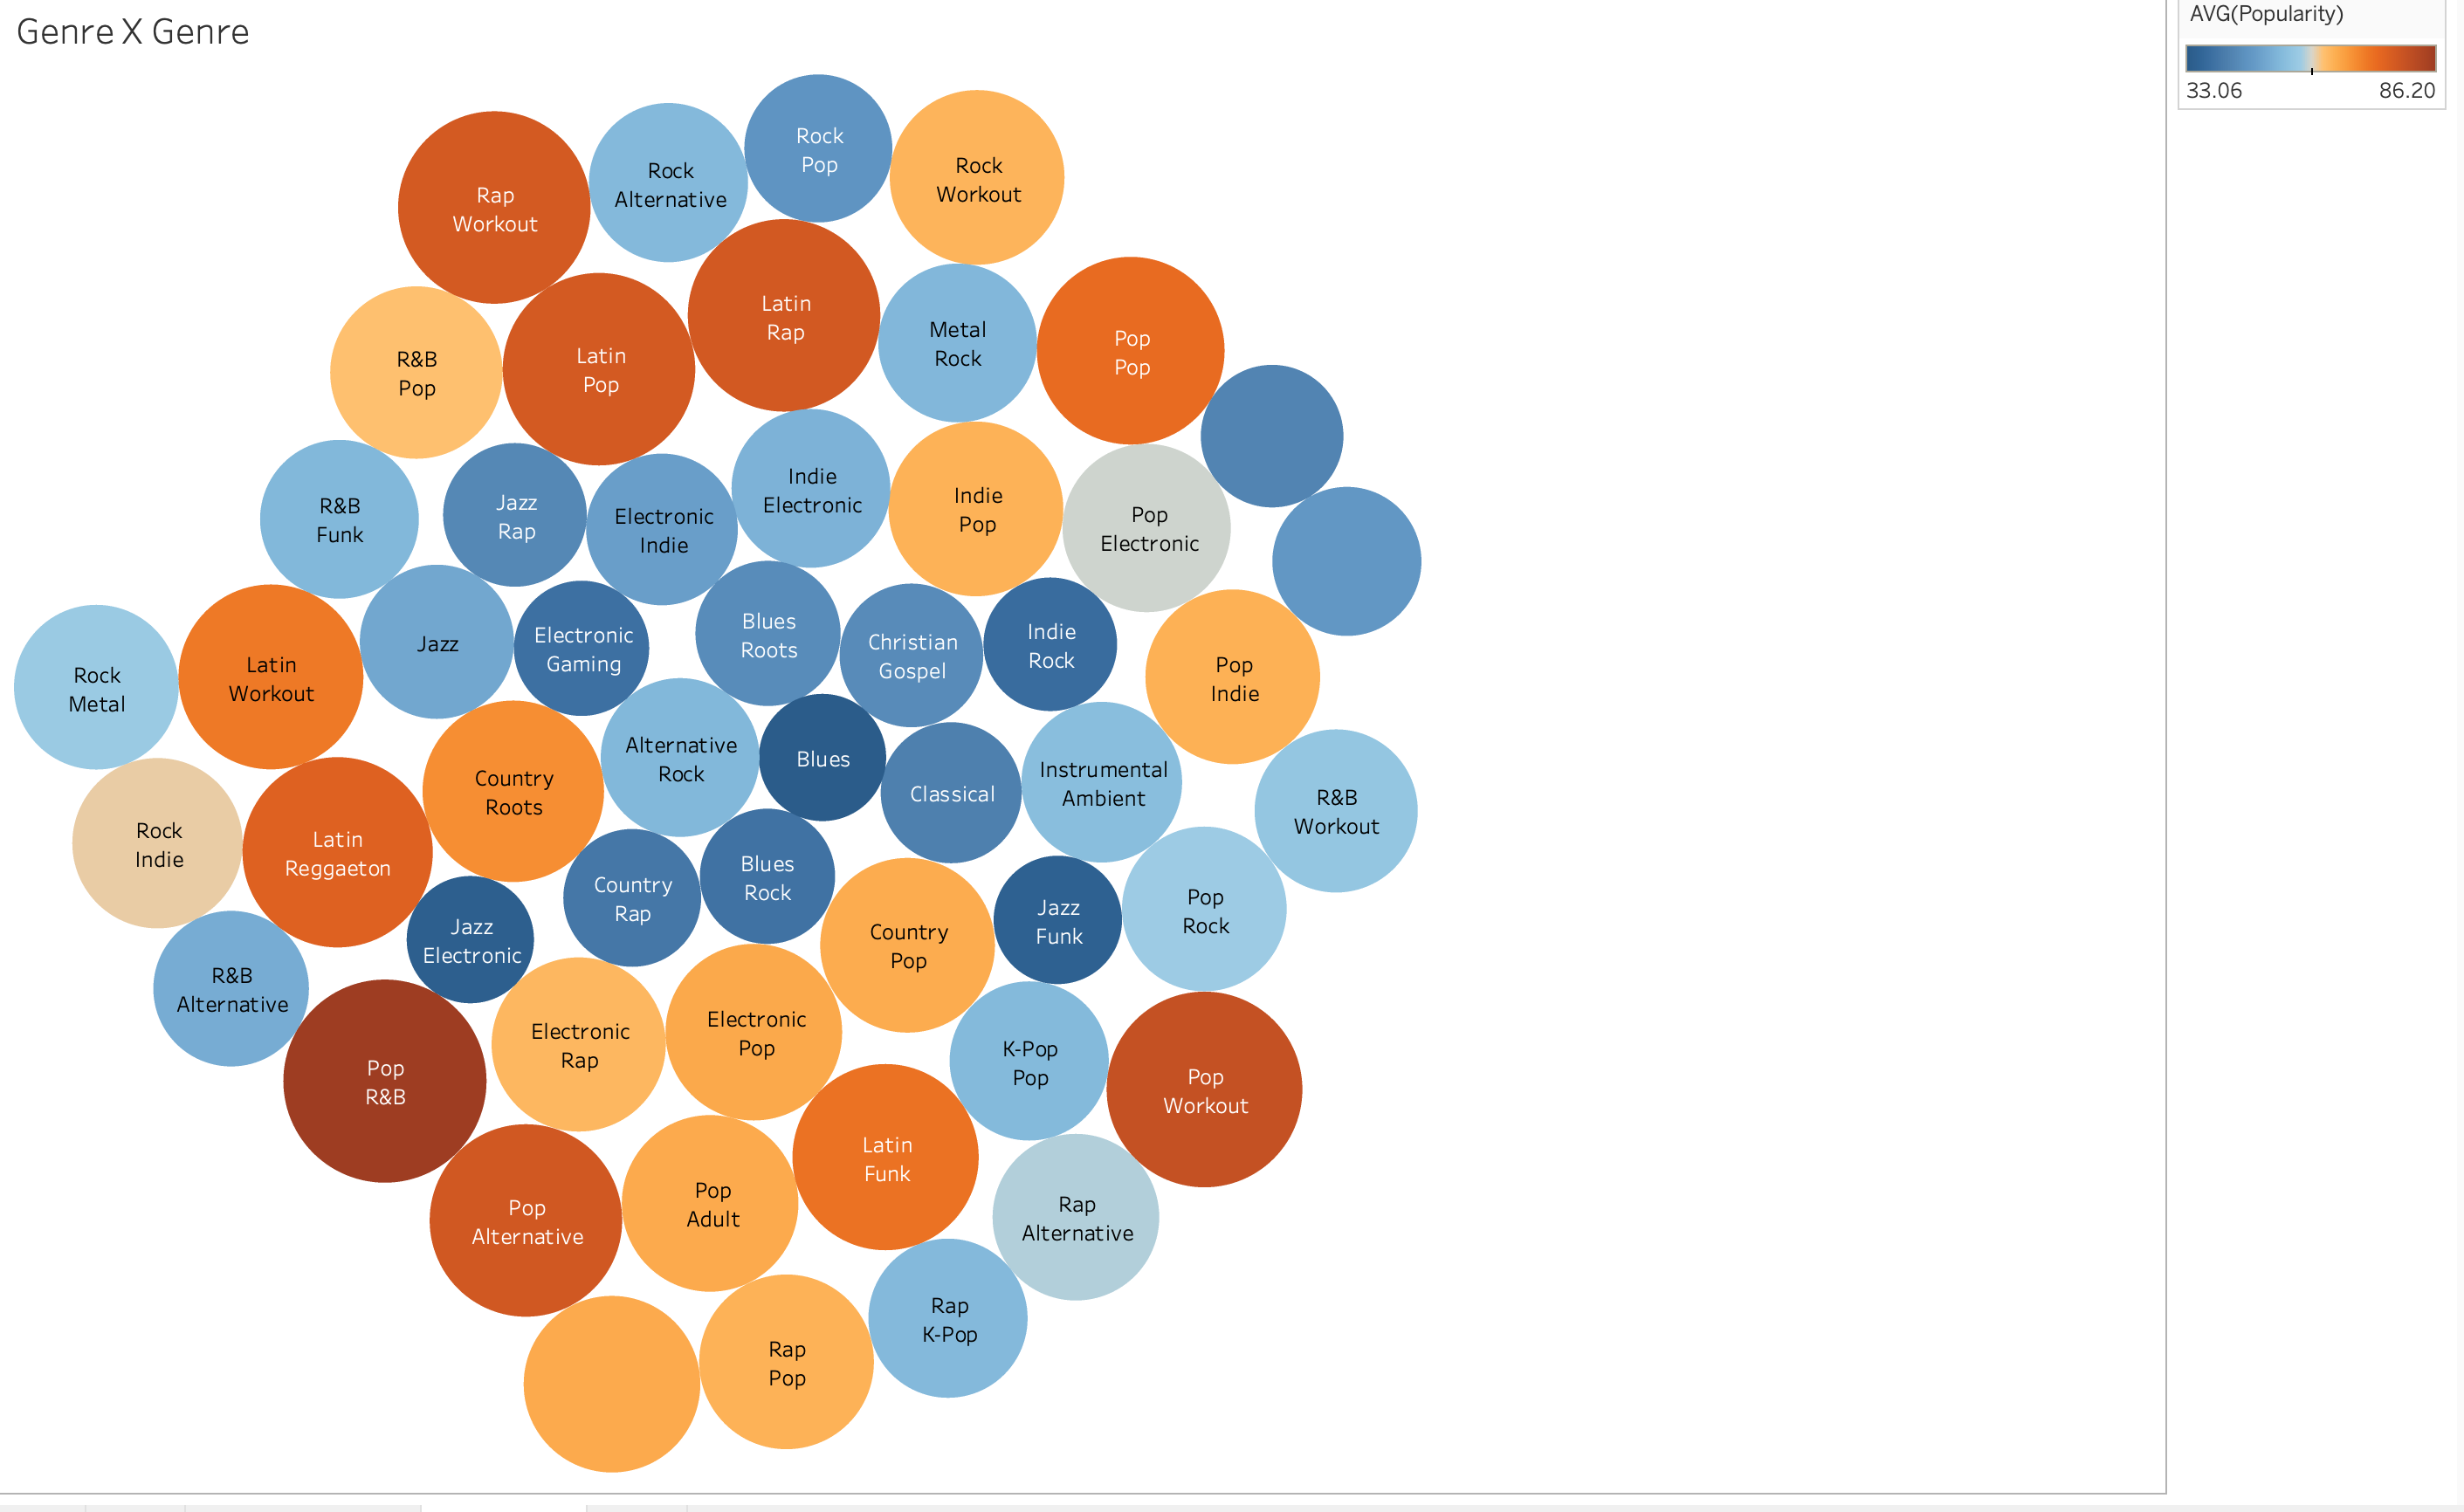 Genre X Genre
AVG(Popularity)
33.06
86.20
Rock
Pop
Rock
Alternative
Rock
Workout
Rap
Workout
Latin
Rap
Metal
Rock
Pop
Pop
R&B
Pop
Latin
Pop
Indie
Electronic
Indie
Pop
Pop
Electronic
R&B
Funk
Jazz
Rap
Electronic
Indie
Blues
Roots
Christian
Gospel
Indie
Rock
Electronic
Gaming
Jazz
Latin
Workout
Rock
Metal
Pop
Indie
Alternative
Rock
Blues
Classical
Instrumental
Ambient
R&B
Workout
Country
Roots
Rock
Indie
Latin
Reggaeton
Country
Rap
Blues
Rock
Jazz
Funk
Pop
Rock
Jazz
Electronic
Country
Pop
R&B
Alternative
Electronic
Rap
Electronic
Pop
K-Pop
Pop
Pop
R&B
Pop
Workout
Latin
Funk
Pop
Adult
Pop
Alternative
Rap
Alternative
Rap
K-Pop
Rap
Pop